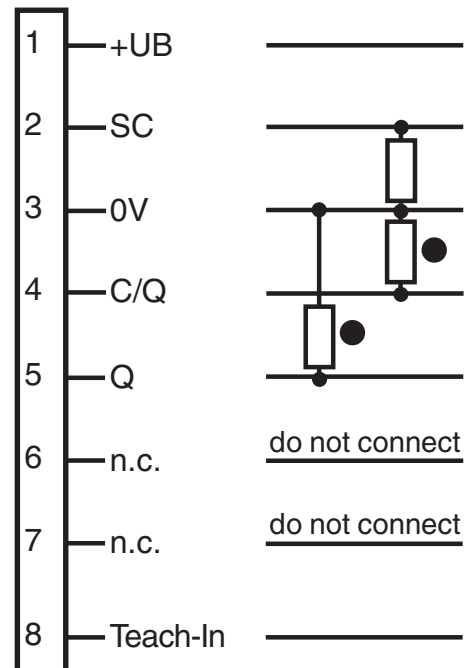 1 +UB
2 SC
3 0V
4 C/Q
5 Q
6 n.c. do not connect
7 n.c. do not connect
8 Teach-In